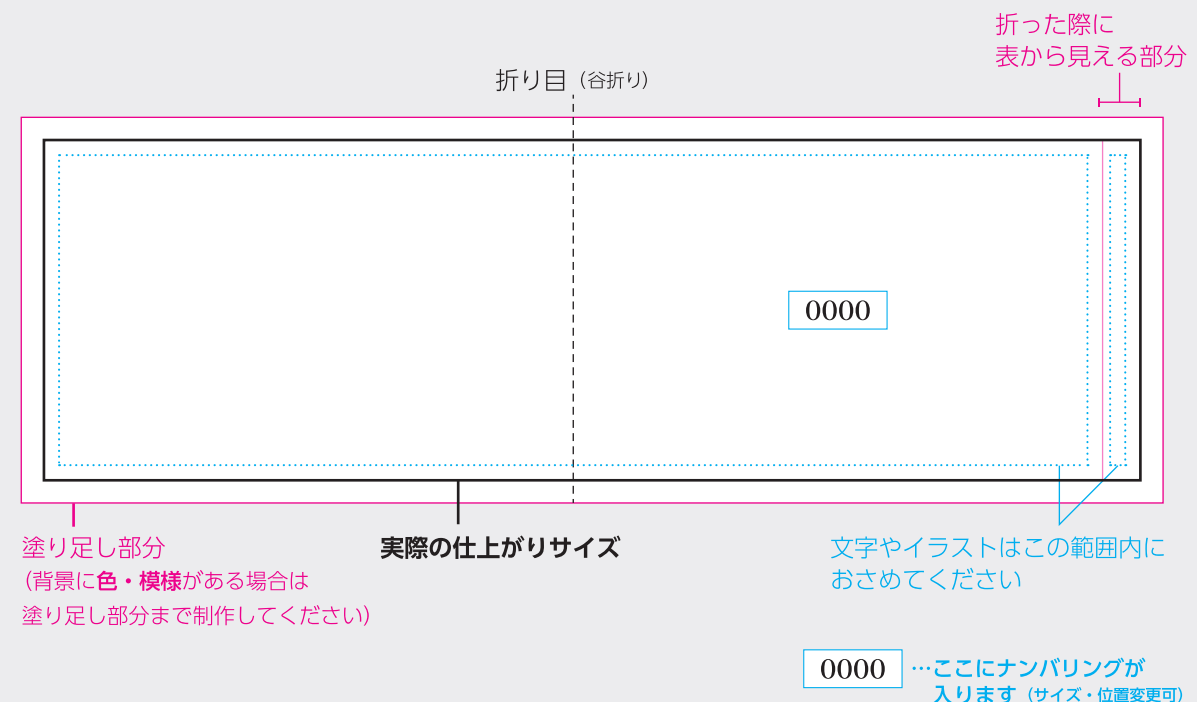 折った際に
表から見える部分
折り目（谷折り）
0000
塗り足し部分
（背景に色・模様がある場合は
塗り足し部分まで制作してください）
実際の仕上がりサイズ
文字やイラストはこの範囲内に
おさめてください
0000 …ここにナンバリングが
入ります（サイズ・位置変更可）